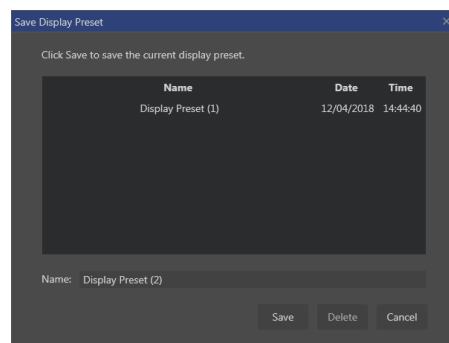 Save Display Preset
Click Save to save the current display preset.
Name Date Time
Display Preset (1) 12/04/2018 14:44:40
Name: Display Preset (2)
Save Delete Cancel